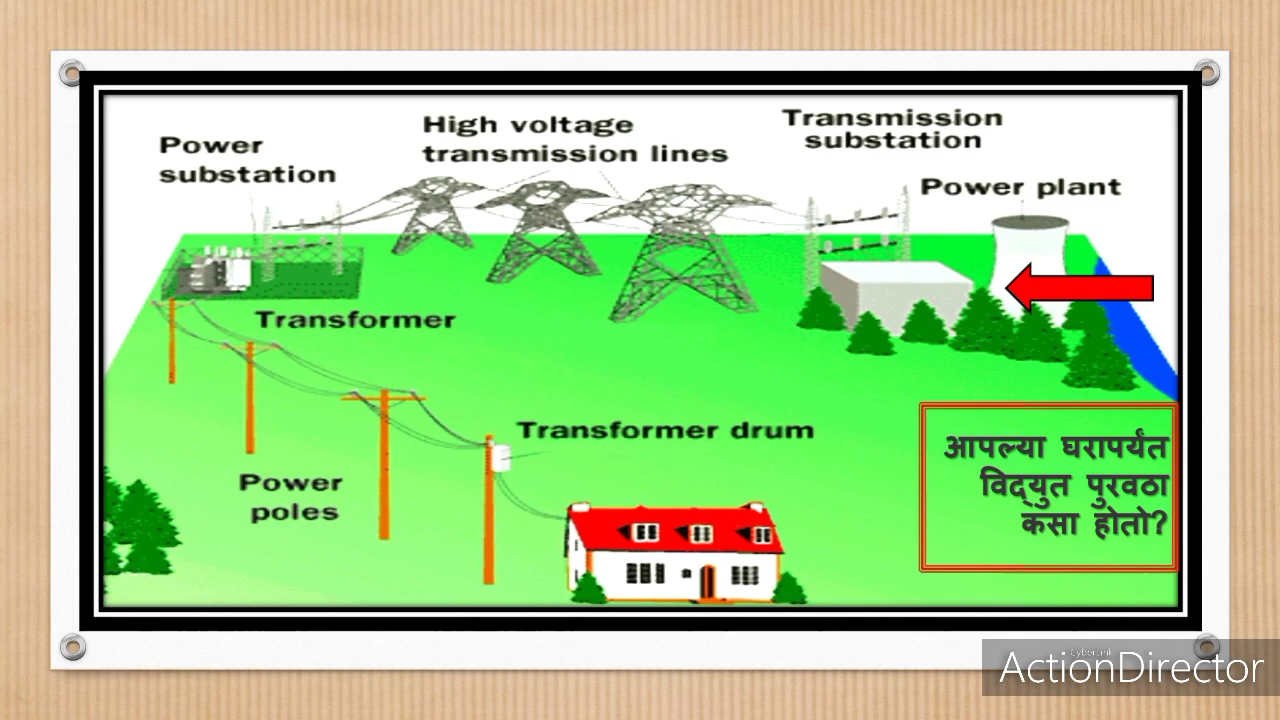 Power
substation
High voltage
transmission lines
Transmission
substation
Power plant
Transformer
Transformer drum
Power
poles
आपल्या घरापर्यंत
विद्युत पुरवठा
कसा होतो?
CyberLink
ActionDirector